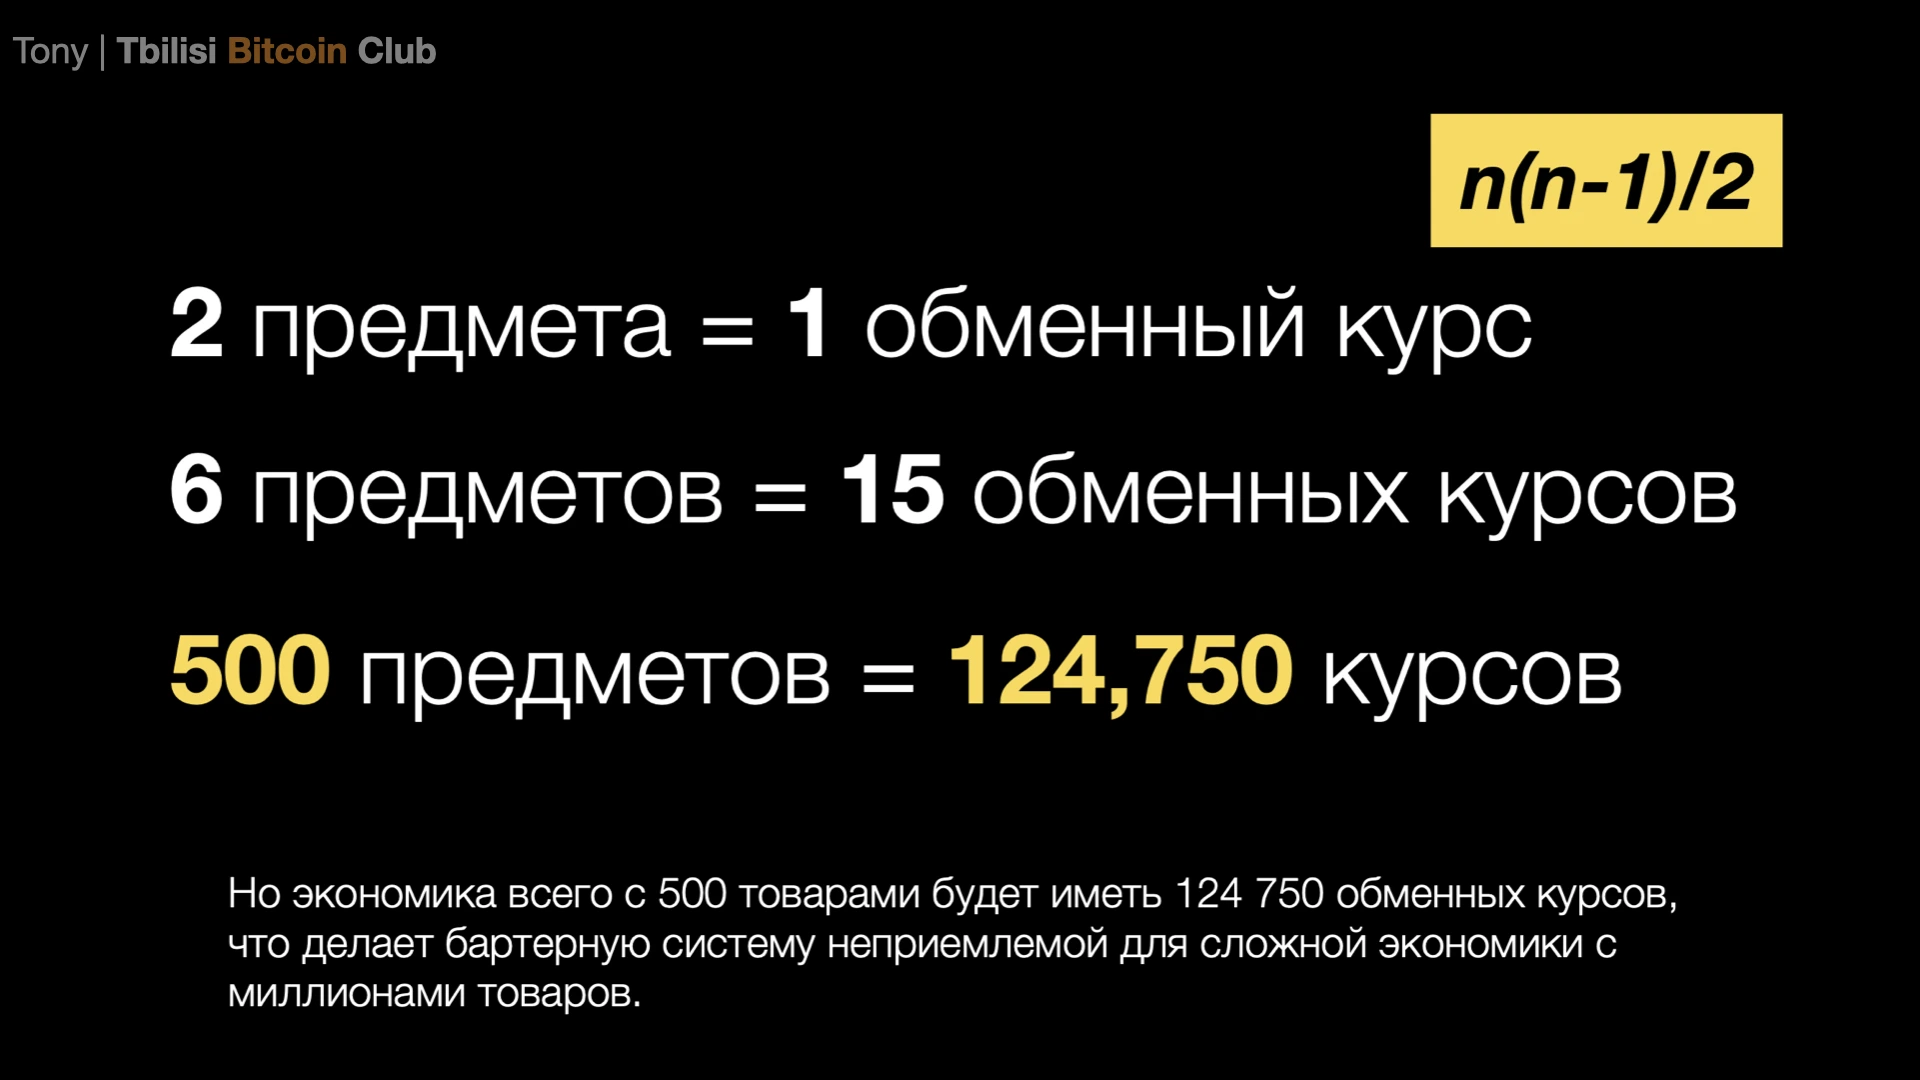 Tony | Tbilisi Bitcoin Club
n(n-1)/2
2 предмета = 1 обменный курс
6 предметов = 15 обменных курсов
500 предметов = 124,750 курсов
Но экономика всего с 500 товарами будет иметь 124 750 обменных курсов,
что делает бартерную систему неприемлемой для сложной экономики с
миллионами товаров.